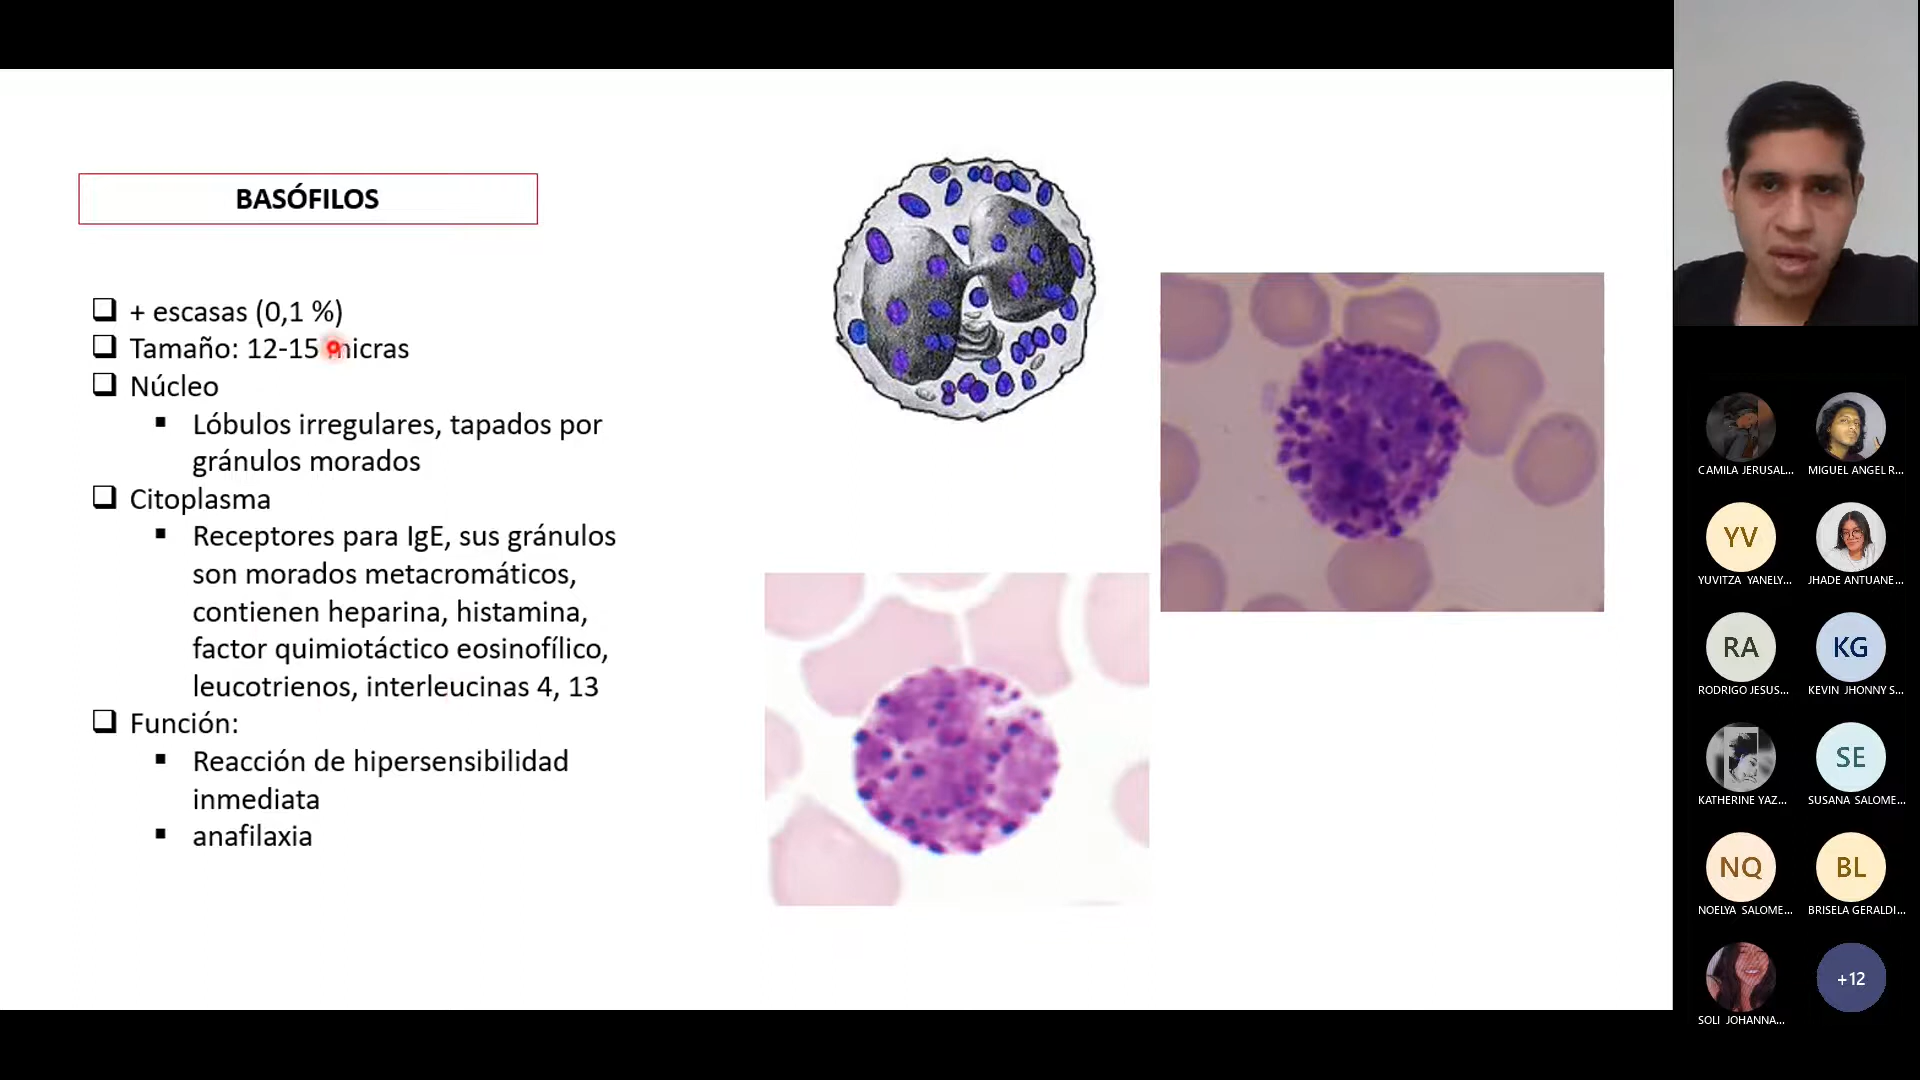 BASÓFILOS
+ escasas (0,1 %)
Tamaño: 12-15 micras
Núcleo
Lóbulos irregulares, tapados por
gránulos morados
Citoplasma
Receptores para IgE, sus gránulos
son morados metacromáticos,
contienen heparina, histamina,
factor quimiotáctico eosinofílico,
leucotrienos, interleucinas 4, 13
Función:
Reacción de hipersensibilidad
inmediata
anafilaxia
CAMILA JERUSAL...
MIGUEL ANGEL R...
YV
YUVITZA YANELY...
JHADE ANTUANE...
RA
RODRIGO JESUS...
KG
KEVIN JHONNY S...
KATHERINE YAZ...
SE
SUSANA SALOME...
NQ
NOELYA SALOME...
BL
BRISELA GERALDI...
SOLI JOHANNA...
+12